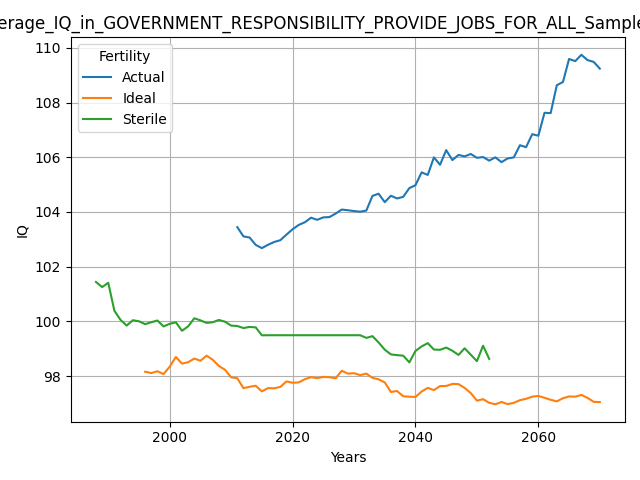 erage_IQ_in_GOVERNMENT_RESPONSIBILITY_PROVIDE_JOBS_FOR_ALL_Sample
110
108
106
104
102
100
98
IQ
Fertility
Actual
Ideal
Sterile
2000
2020
2040
2060
Years